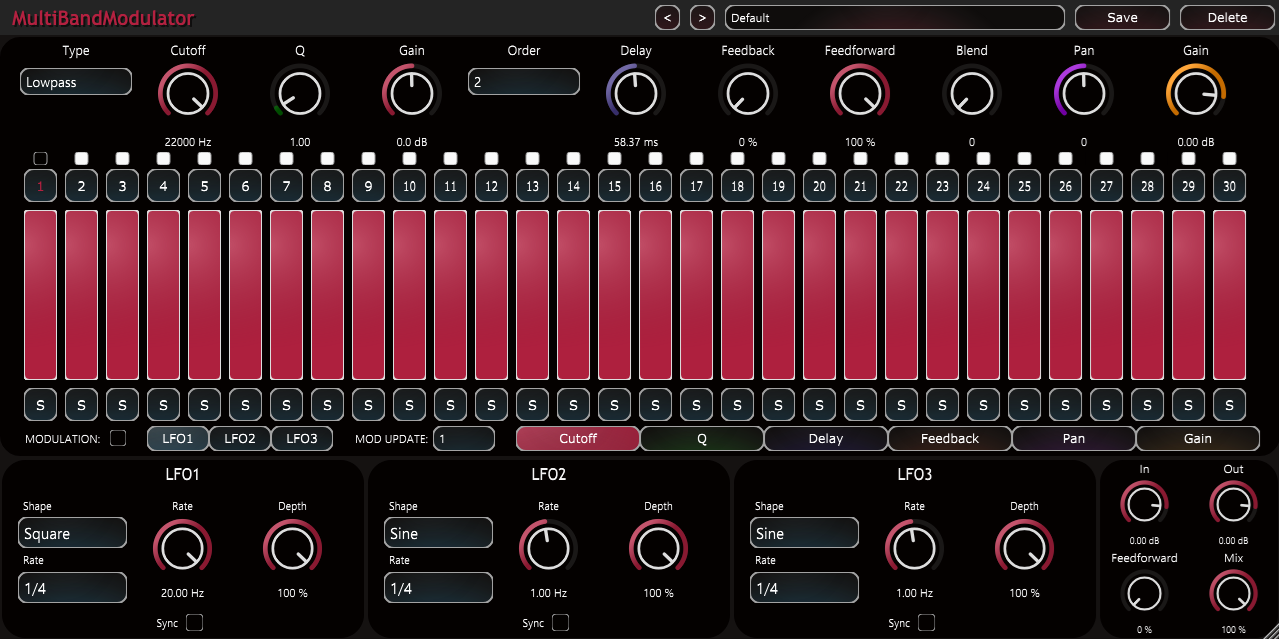 MultiBandModulator < > Default Save Delete
Type Cutoff Q Gain Order Delay Feedback Feedforward Blend Pan Gain
Lowpass 2
22000 Hz 1.00 0.0 dB 58.37 ms 0 % 100 % 0 0 0.00 dB
1 2 3 4 5 6 7 8 9 10 11 12 13 14 15 16 17 18 19 20 21 22 23 24 25 26 27 28 29 30
S S S S S S S S S S S S S S S S S S S S S S S S S S S S S S
MODULATION: LFO1 LFO2 LFO3 MOD UPDATE: 1 Cutoff Q Delay Feedback Pan Gain
LFO1
Shape Rate Depth
Square
Rate
1/4 20.00 Hz 100 %
Sync
LFO2
Shape Rate Depth
Sine
Rate
1/4 1.00 Hz 100 %
Sync
LFO3
Shape Rate Depth
Sine
Rate
1/4 1.00 Hz 100 %
Sync
In Out
0.00 dB 0.00 dB
Feedforward Mix
0 % 100 %